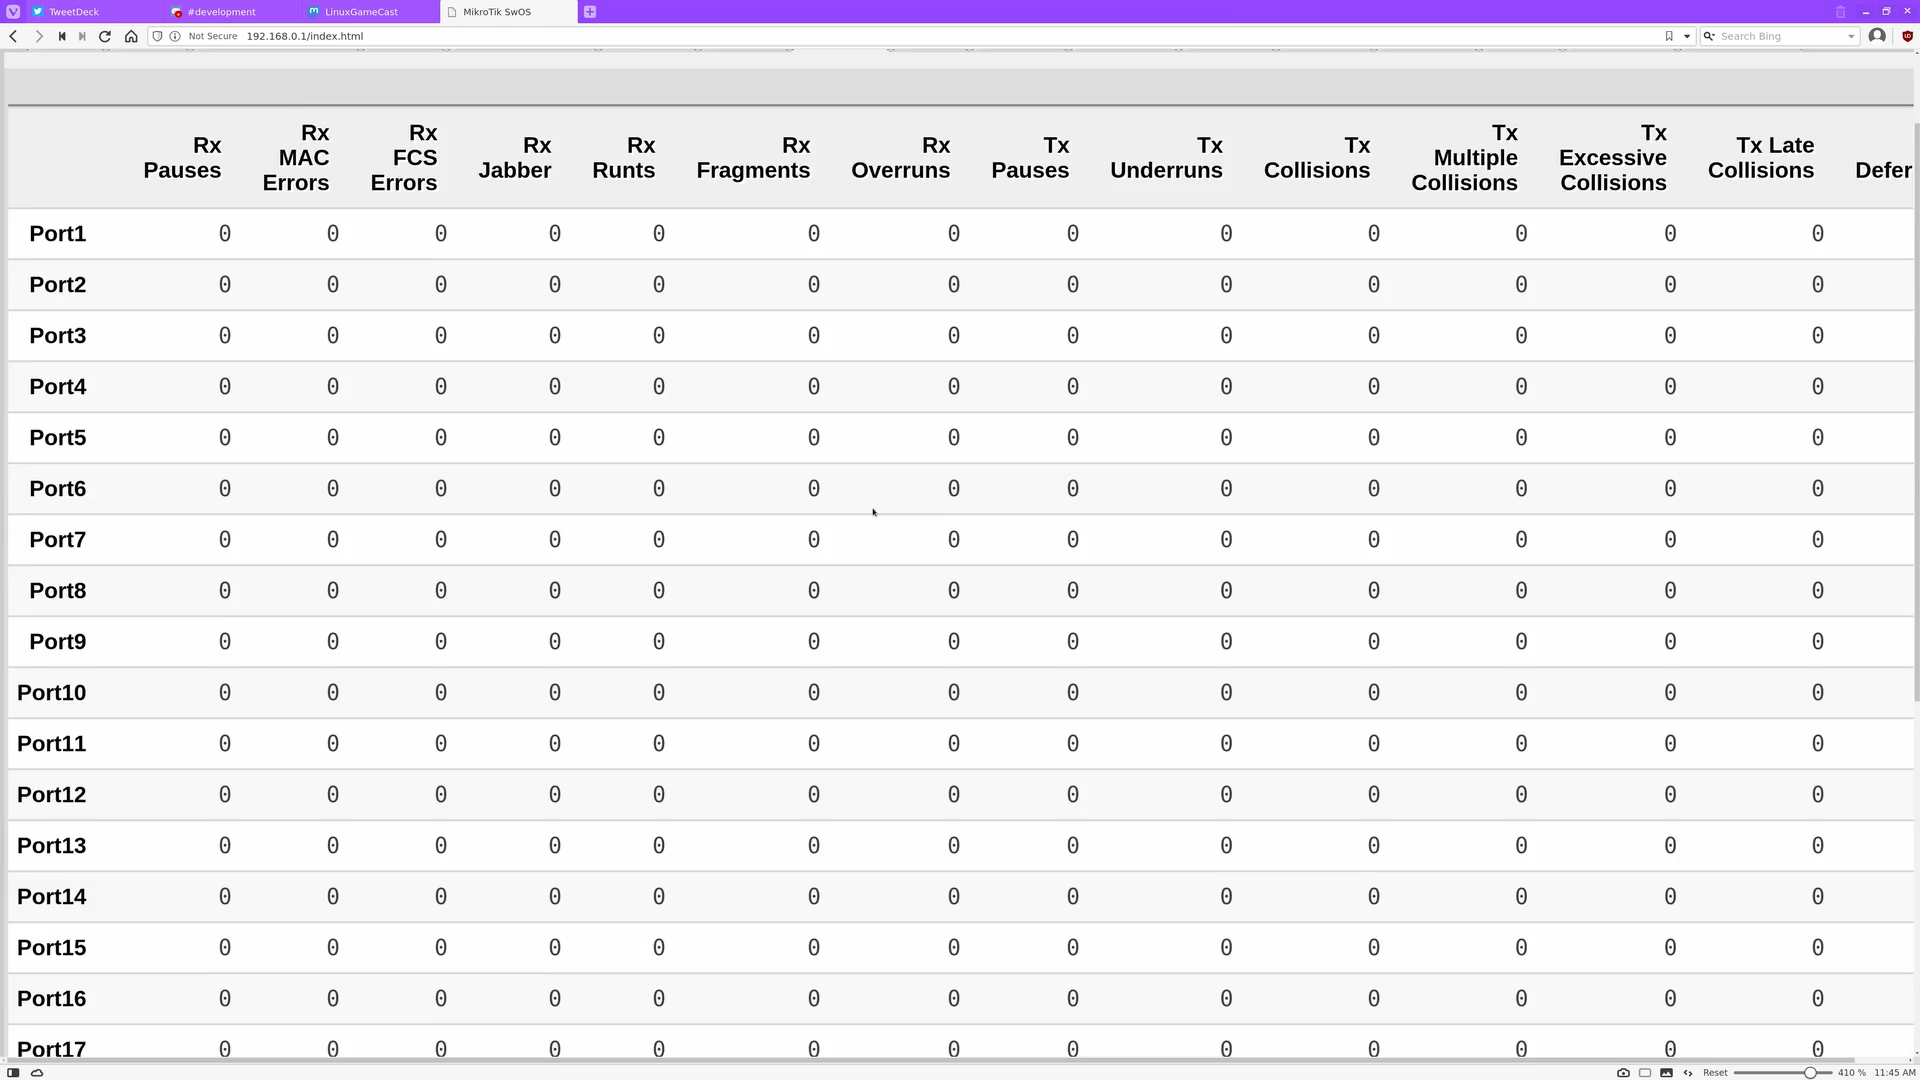 TweetDeck #development LinuxGameCast MikroTik SwOS
Not Secure 192.168.0.1/index.html Search Bing
Rx Pauses Rx MAC Errors Rx FCS Errors Rx Jabber Rx Runts Rx Fragments Rx Overruns Tx Pauses Tx Underruns Tx Collisions Tx Multiple Collisions Tx Excessive Collisions Tx Late Collisions Defer
Port1 0 0 0 0 0 0 0 0 0 0 0 0 0
Port2 0 0 0 0 0 0 0 0 0 0 0 0 0
Port3 0 0 0 0 0 0 0 0 0 0 0 0 0
Port4 0 0 0 0 0 0 0 0 0 0 0 0 0
Port5 0 0 0 0 0 0 0 0 0 0 0 0 0
Port6 0 0 0 0 0 0 0 0 0 0 0 0 0
Port7 0 0 0 0 0 0 0 0 0 0 0 0 0
Port8 0 0 0 0 0 0 0 0 0 0 0 0 0
Port9 0 0 0 0 0 0 0 0 0 0 0 0 0
Port10 0 0 0 0 0 0 0 0 0 0 0 0 0
Port11 0 0 0 0 0 0 0 0 0 0 0 0 0
Port12 0 0 0 0 0 0 0 0 0 0 0 0 0
Port13 0 0 0 0 0 0 0 0 0 0 0 0 0
Port14 0 0 0 0 0 0 0 0 0 0 0 0 0
Port15 0 0 0 0 0 0 0 0 0 0 0 0 0
Port16 0 0 0 0 0 0 0 0 0 0 0 0 0
Port17 0 0 0 0 0 0 0 0 0 0 0 0 0
Reset 410 % 11:45 AM